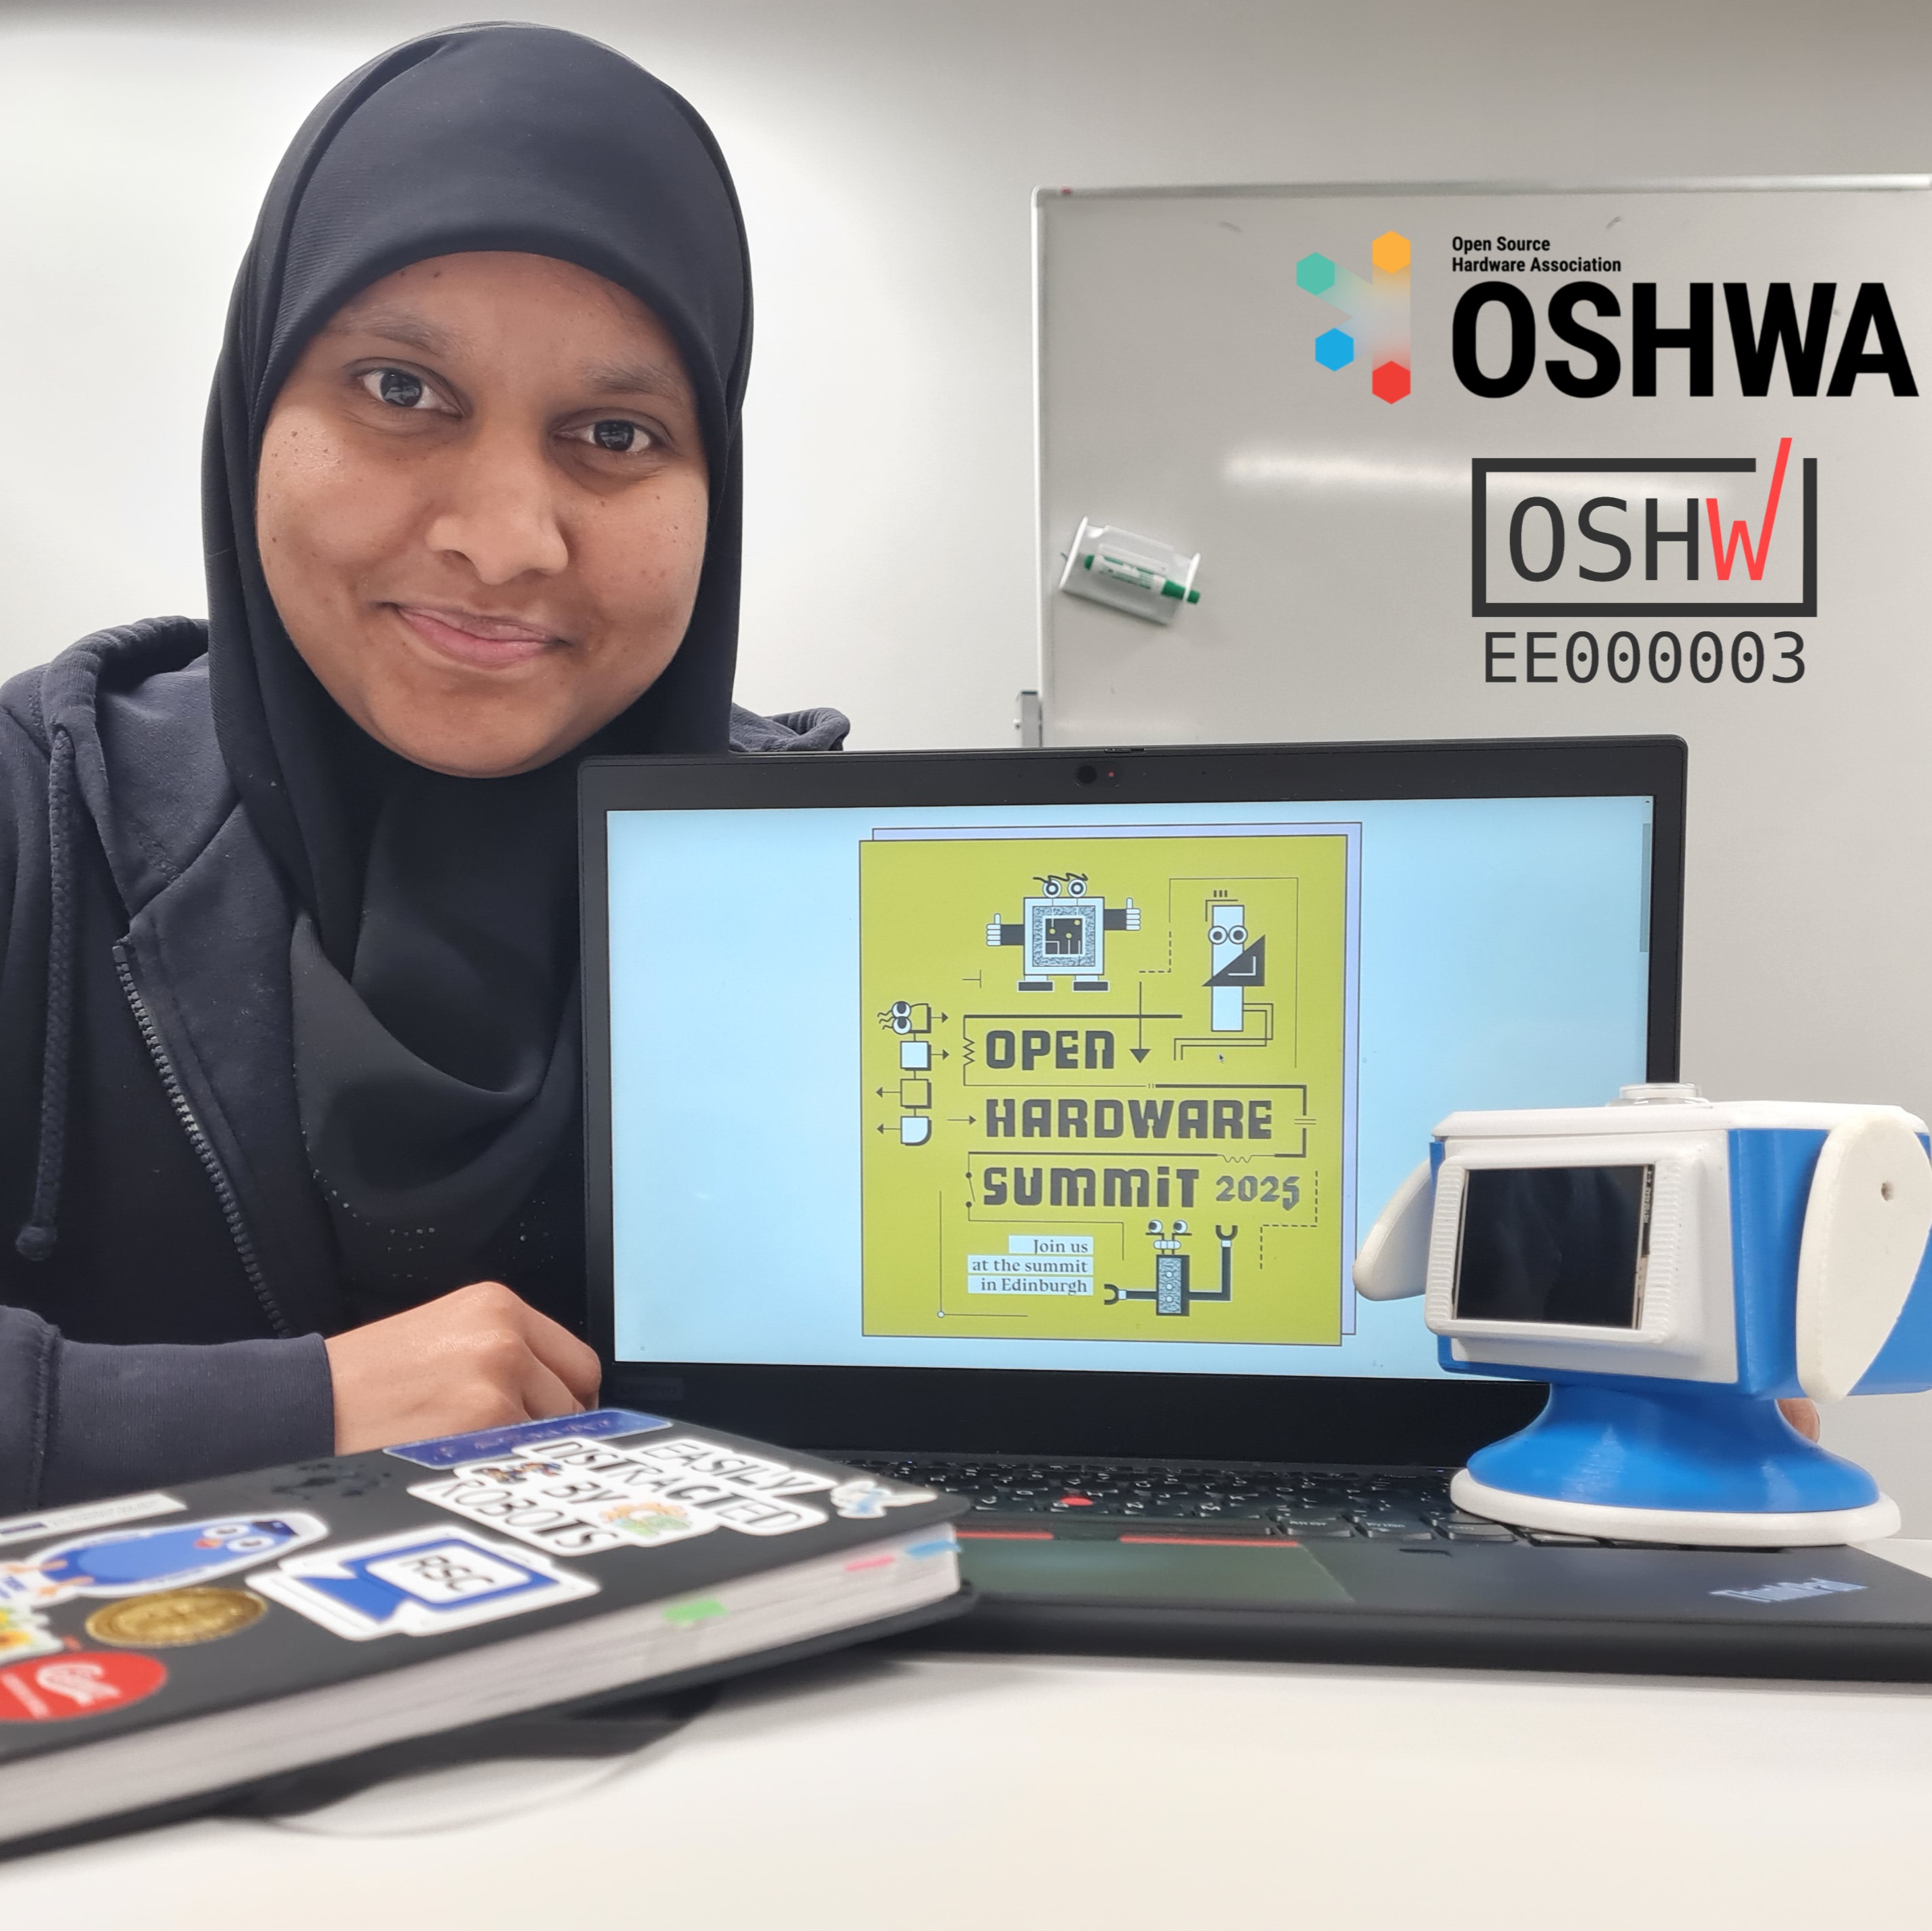 Open Source
Hardware Association
OSHWA
OSHW
EE000003
OPEN
HARDWARE
SUMMIT 2025
Join us
at the summit
in Edinburgh
EASILY
DISTRACTED
BY
ROBOTS
RSC
ThinkPad